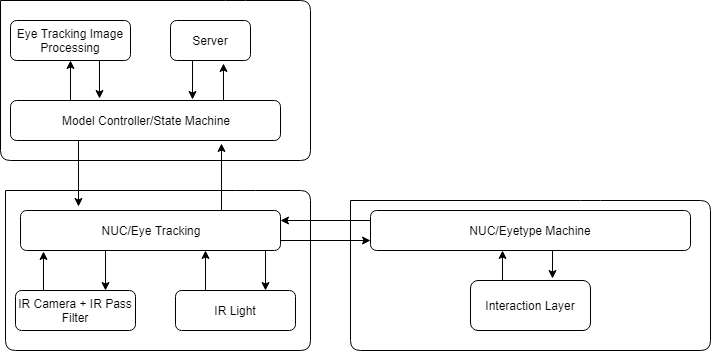 Eye Tracking Image
Processing
Server
Model Controller/State Machine
NUC/Eye Tracking
NUC/Eyetype Machine
IR Camera + IR Pass
Filter
IR Light
Interaction Layer